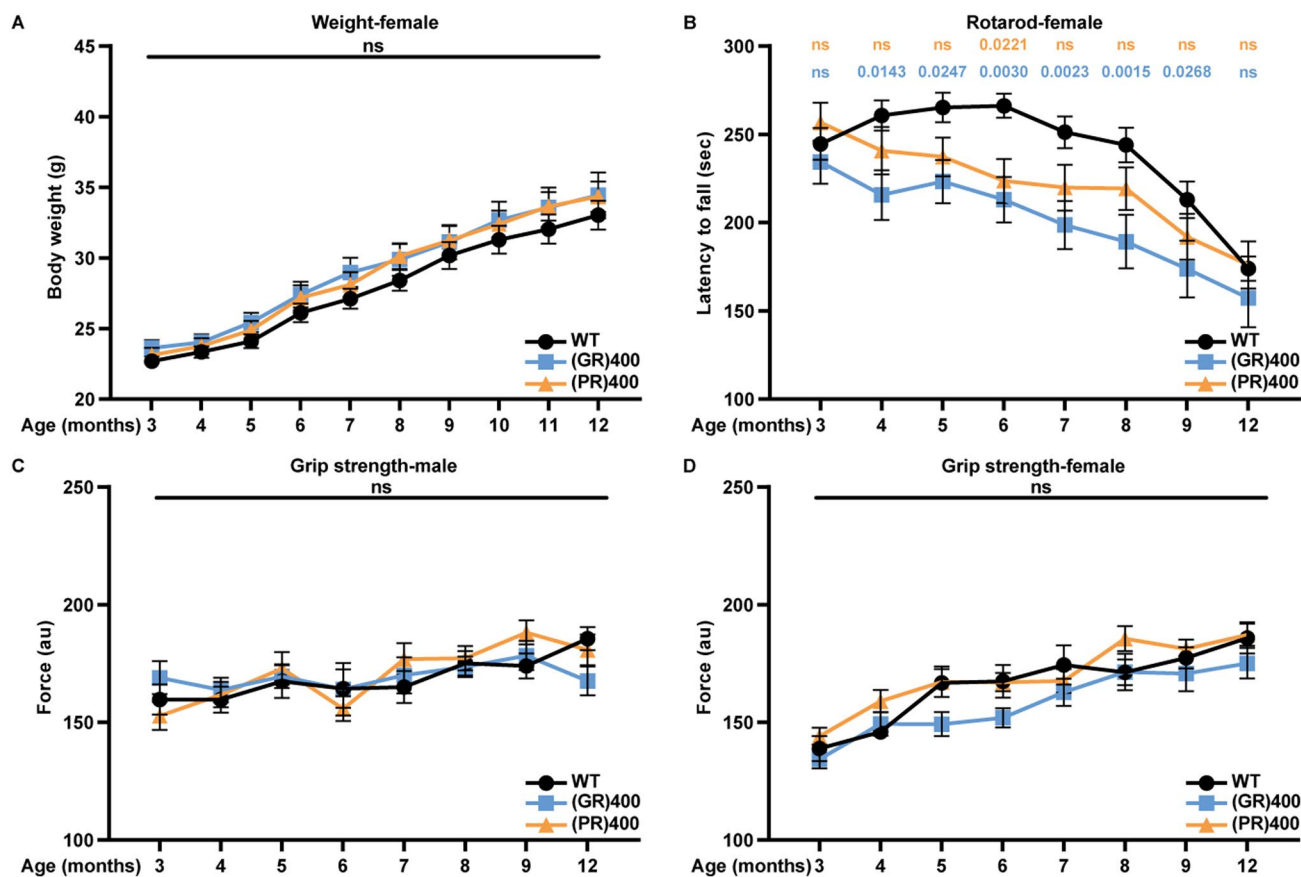 A
Weight-female
ns
45
40
35
30
25
20
Body weight (g)
WT
(GR)400
(PR)400
Age (months) 3 4 5 6 7 8 9 10 11 12
B
Rotarod-female
ns ns ns 0.0221 ns ns ns ns
ns 0.0143 0.0247 0.0030 0.0023 0.0015 0.0268 ns
300
250
200
150
100
Latency to fall (sec)
WT
(GR)400
(PR)400
Age (months) 3 4 5 6 7 8 9 12
C
Grip strength-male
ns
250
200
150
100
Force (au)
WT
(GR)400
(PR)400
Age (months) 3 4 5 6 7 8 9 12
D
Grip strength-female
ns
250
200
150
100
Force (au)
WT
(GR)400
(PR)400
Age (months) 3 4 5 6 7 8 9 12